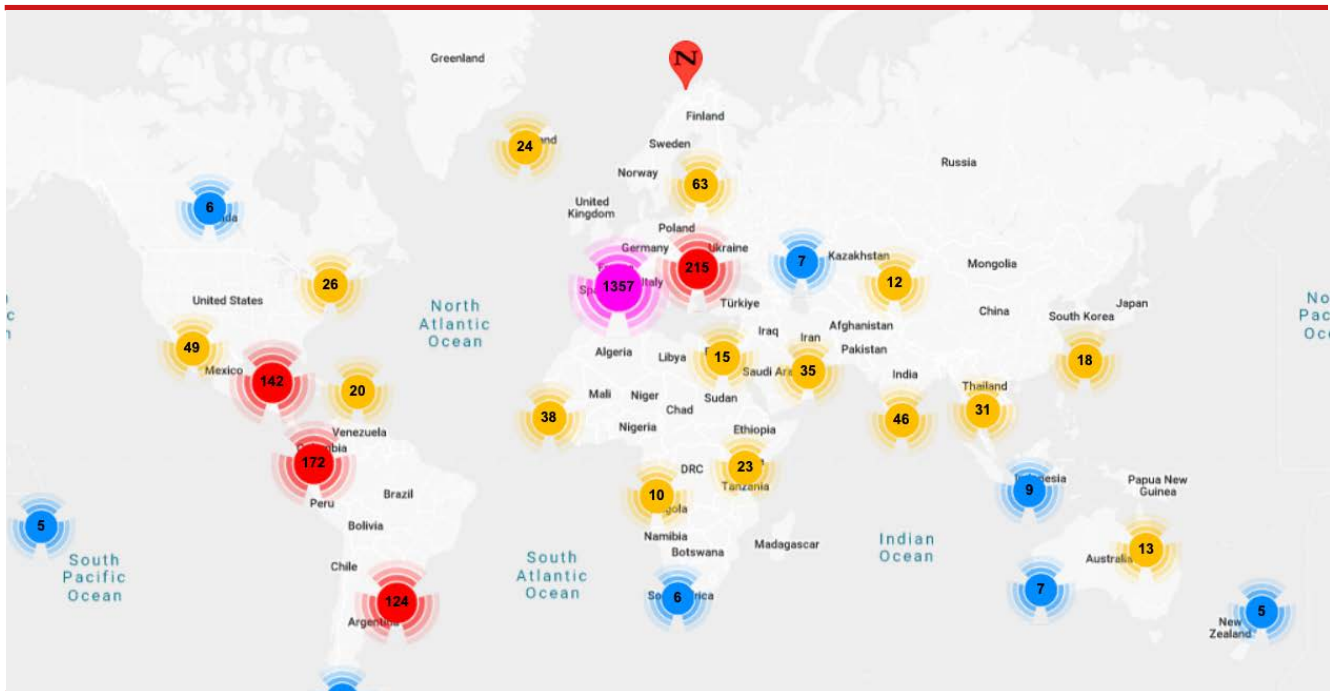 N
Greenland
Finland
24
Sweden
Russia
Norway
63
United
Kingdom
6
Poland
Germany
Ukraine
215
7
Kazakhstan
Mongolia
1357
Italy
12
26
United States
North
Atlantic
Ocean
Türkiye
China
Japan
South Korea
49
Iraq
Iran
Afghanistan
Pakistan
Algeria
Libya
15
18
Mexico
142
Saudi
35
India
20
Mali
Niger
Sudan
Thailand
Chad
38
Nigeria
Ethiopia
46
31
Venezuela
172
DRC
23
Tanzania
Peru
Brazil
10
9
Papua New
Guinea
5
Bolivia
Namibia
Botswana
Madagascar
Indian
Ocean
13
Australia
South
Pacific
Ocean
Chile
South
Atlantic
Ocean
124
Argentina
6
7
5
New
Zealand